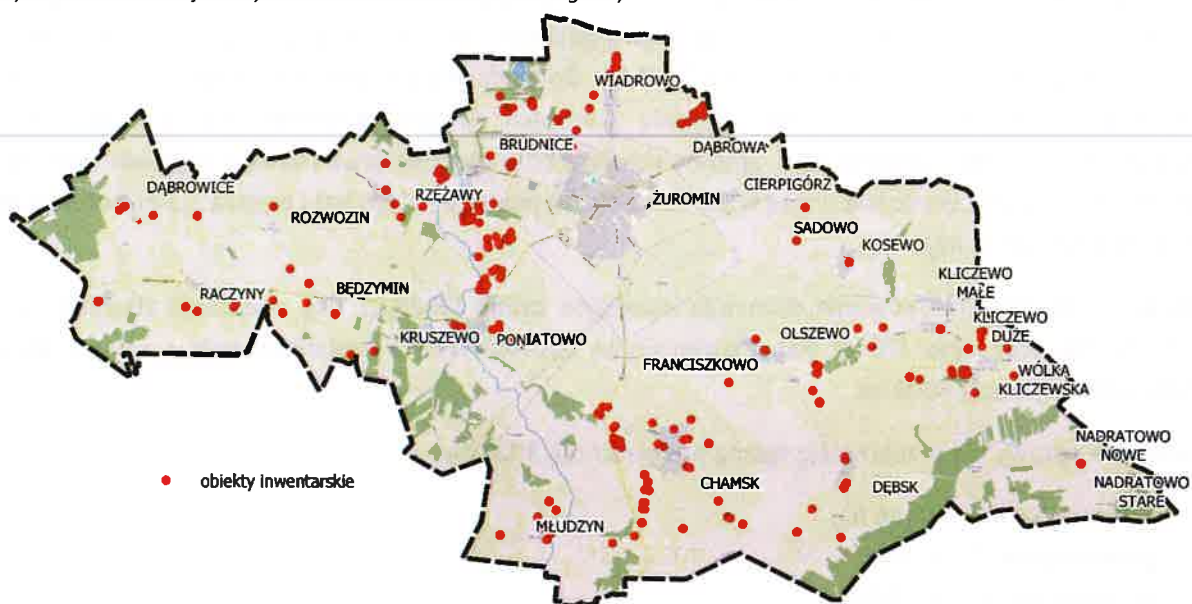 WIADROWO
BRUDNICE
DĄBROWA
DĄBROWICE
RZĘŻAWY
CIERPIGÓRZ
ŻUROMIN
ROZWOZIN
SADOWO
KOSEWO
KLICZEWO
MAŁE
RACZYNY
BĘDZYMIN
KLICZEWO
DUŻE
KRUSZEWO
PONIATOWO
OLSZEWO
FRANCISZKOWO
WÓLKA
KLICZEWSKA
NADRATOWO
NOWE
obiekty inwentarskie
CHAMSK
DĘBSK
NADRATOWO
STARE
MŁUDZYN